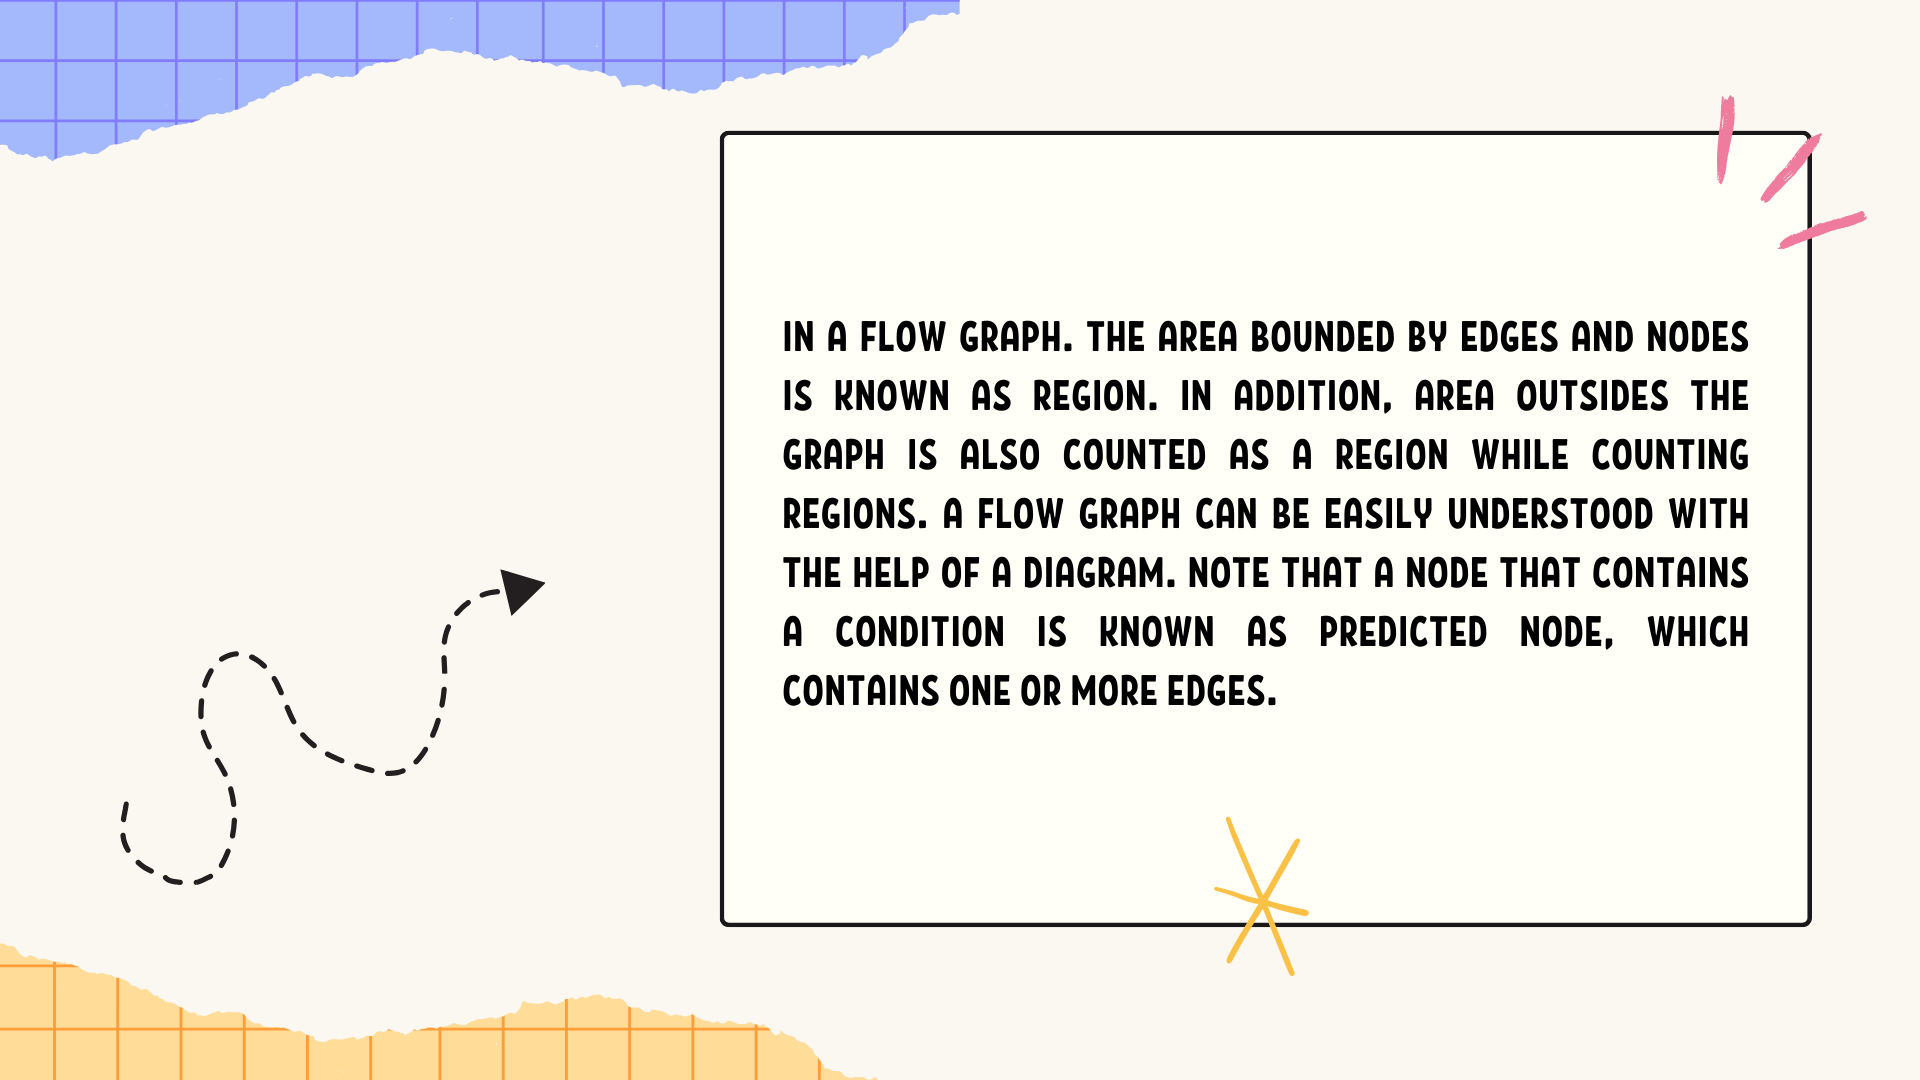 IN A FLOW GRAPH. THE AREA BOUNDED BY EDGES AND NODES
IS KNOWN AS REGION. IN ADDITION, AREA OUTSIDES THE
GRAPH IS ALSO COUNTED AS A REGION WHILE COUNTING
REGIONS. A FLOW GRAPH CAN BE EASILY UNDERSTOOD WITH
THE HELP OF A DIAGRAM. NOTE THAT A NODE THAT CONTAINS
A CONDITION IS KNOWN AS PREDICTED NODE, WHICH
CONTAINS ONE OR MORE EDGES.